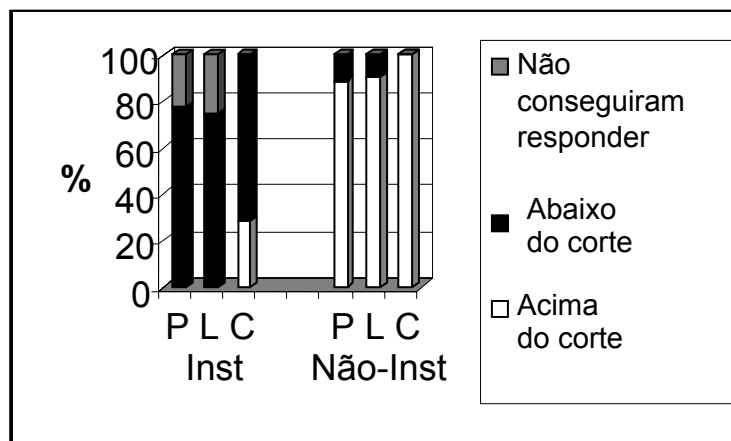 100
80
60
40
20
0
%
P L C
Inst
P L C
Não-Inst
Não
conseguiram
responder
Abaixo
do corte
Acima
do corte